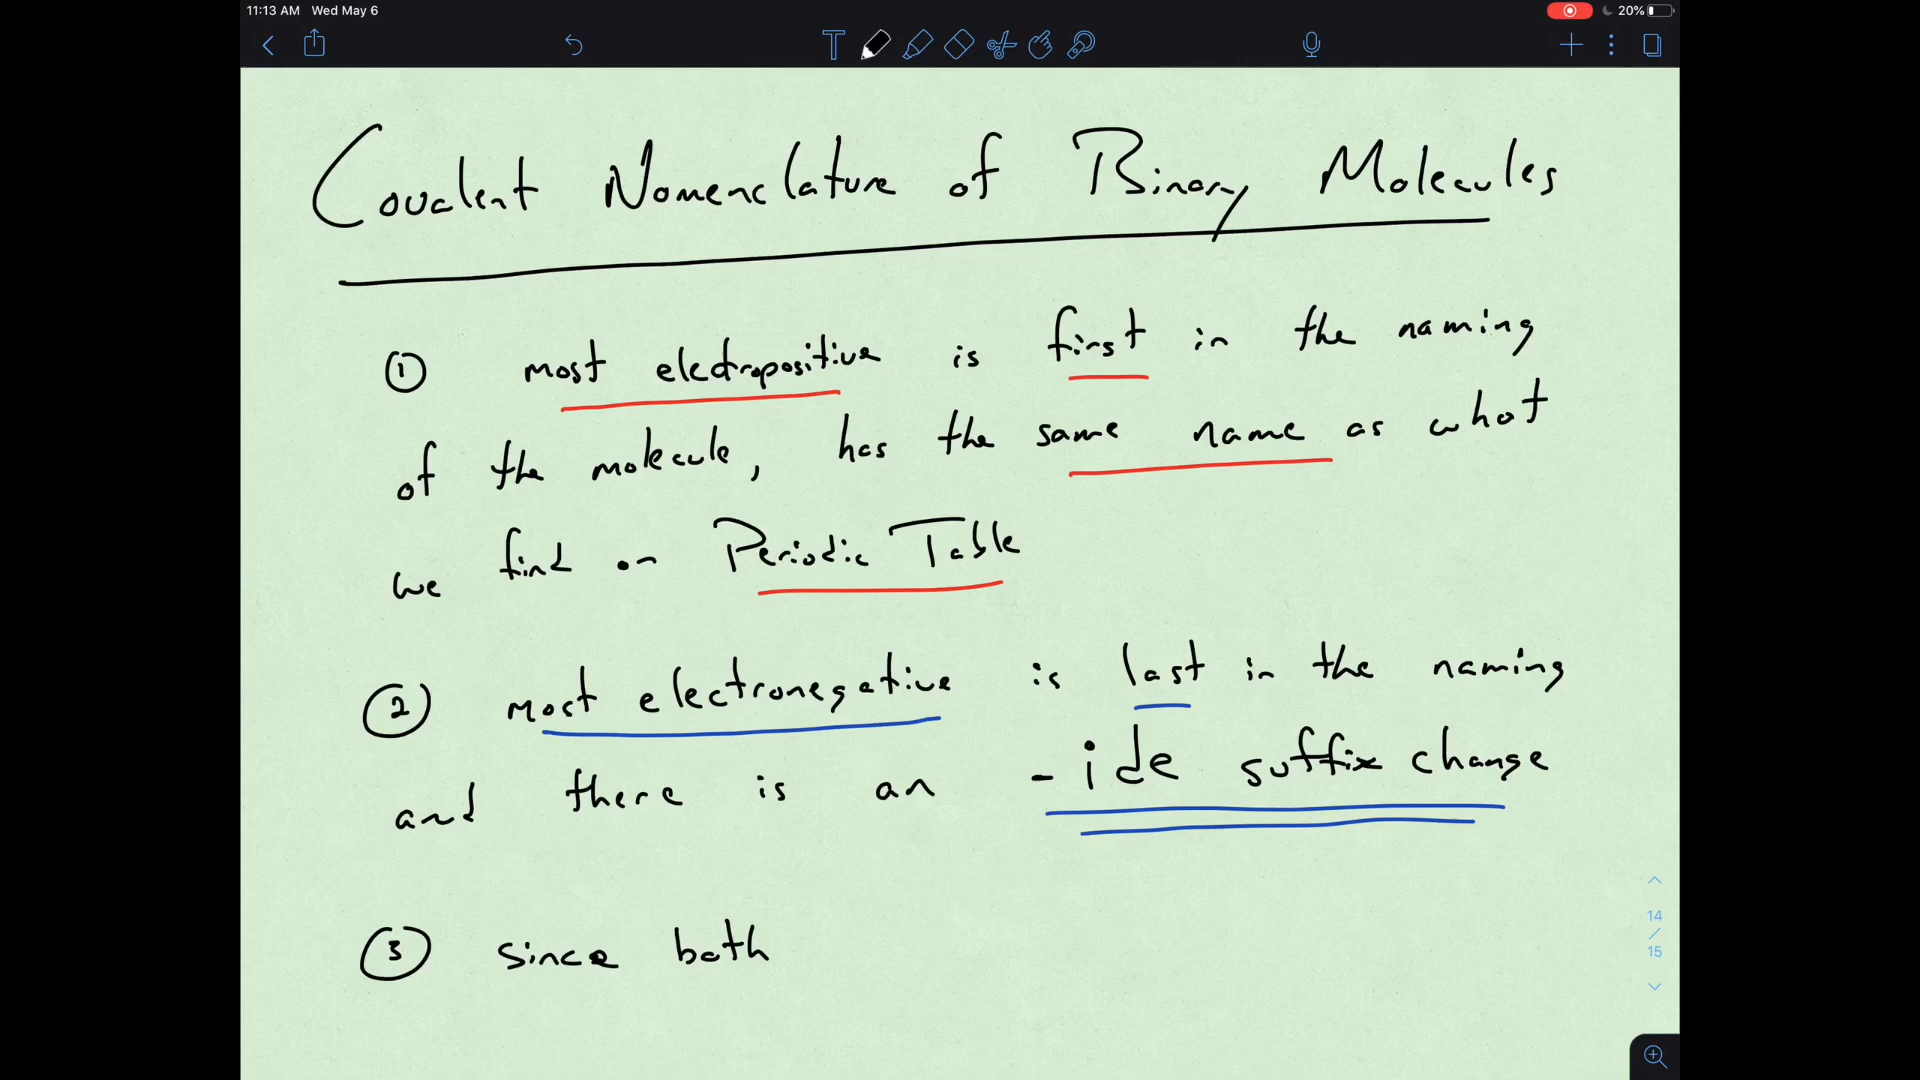 11:13 AM Wed May 6
20%
Covalent Nomenclature of Binary Molecules
① most electropositive is first in the naming
of the molecule, has the same name as what
we find on Periodic Table
② most electronegative is last in the naming
and there is an -ide suffix change
③ since both
14
/
15